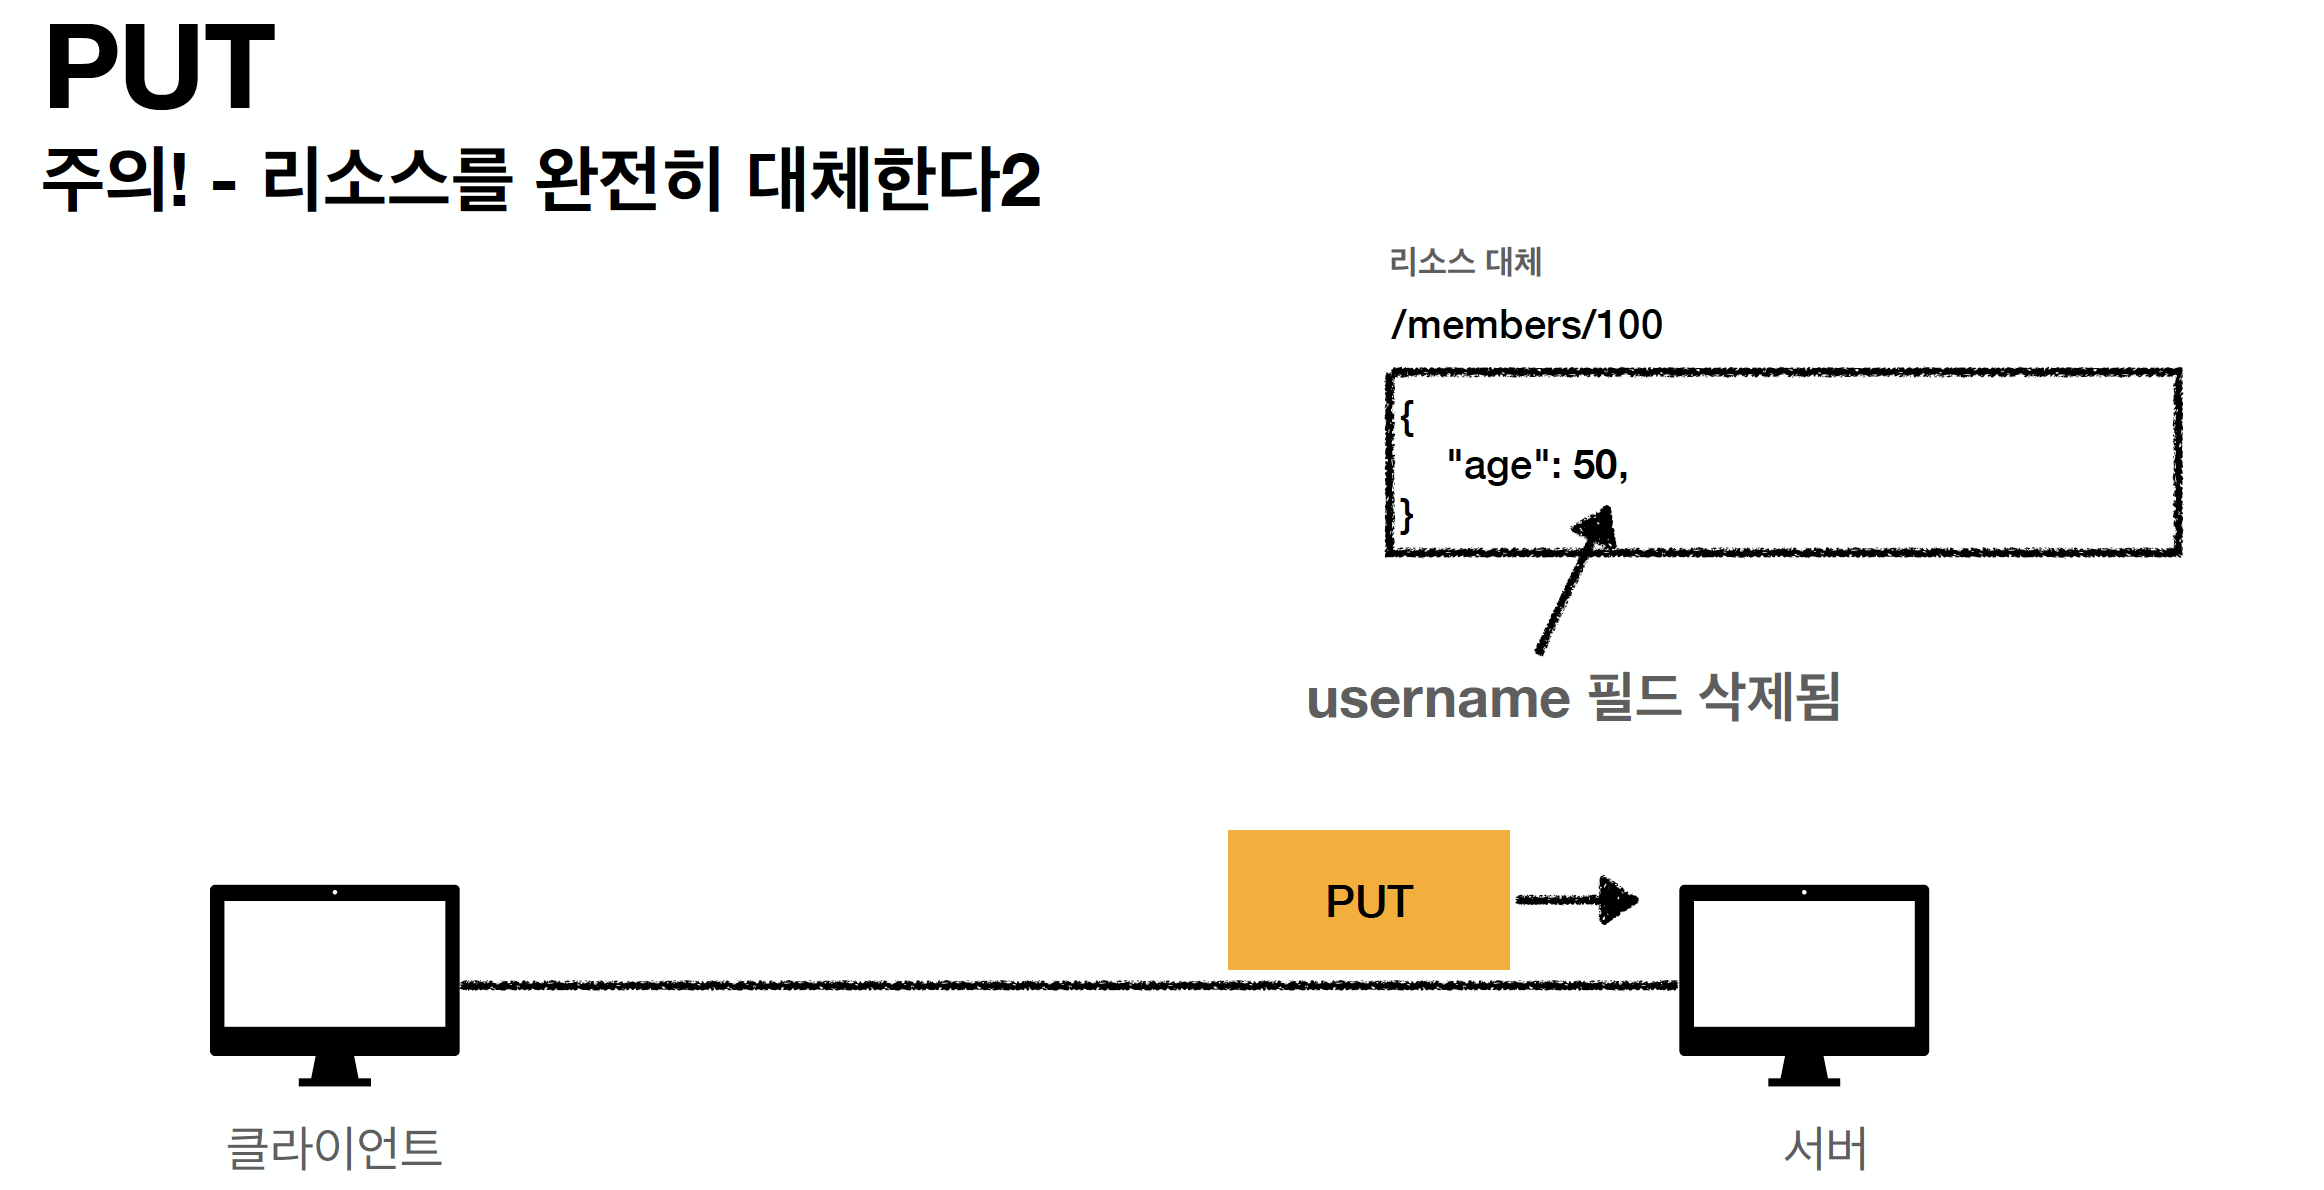 PUT
주의! - 리소스를 완전히 대체한다2
리소스 대체
/members/100
{
"age": 50,
}
username 필드 삭제됨
PUT
클라이언트
서버